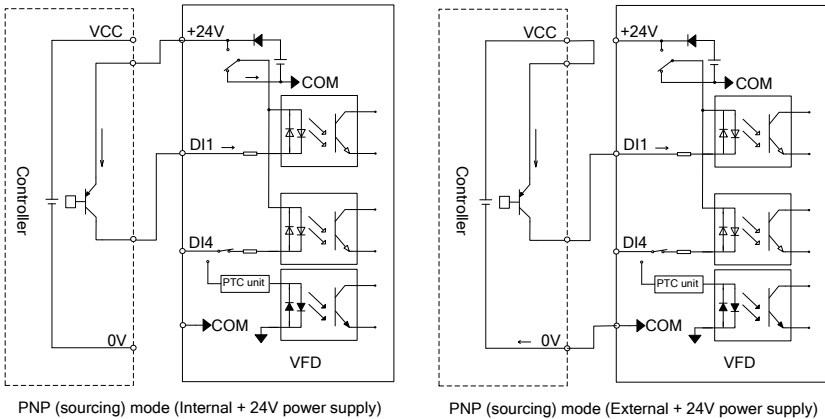 VCC
+24V
COM
DI1
Controller
DI4
PTC unit
0V
COM
VFD
PNP (sourcing) mode (Internal + 24V power supply)
VCC
+24V
COM
DI1
Controller
DI4
PTC unit
0V
COM
VFD
PNP (sourcing) mode (External + 24V power supply)